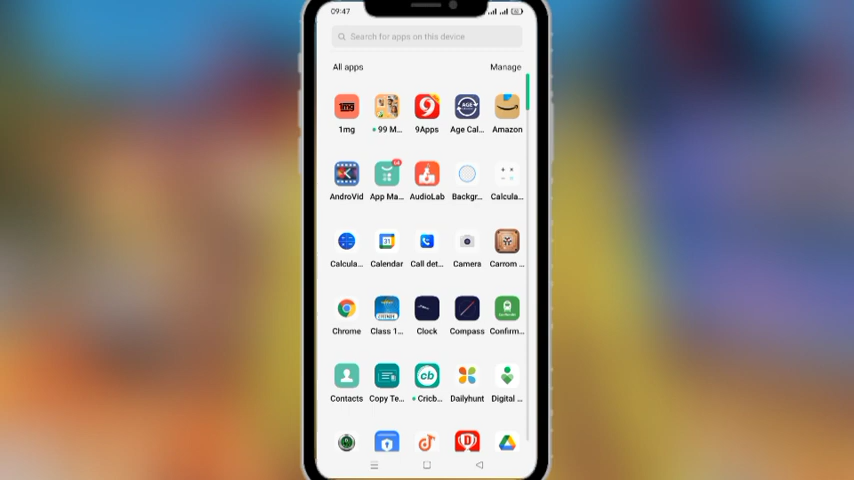 09:47
Search for apps on this device
All apps Manage
1mg 99 M... 9Apps Age Cal... Amazon
AndroVid App Ma... AudioLab Backgr... Calcula...
Calcula... Calendar Call det... Camera Carrom ...
Chrome Class 1... Clock Compass Confirm...
Contacts Copy Te... Cricb... Dailyhunt Digital ...